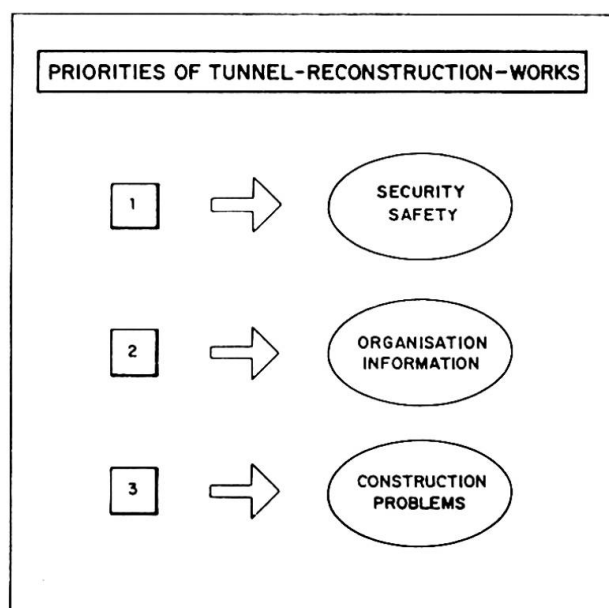 PRIORITIES OF TUNNEL-RECONSTRUCTION-WORKS
1
SECURITY
SAFETY
2
ORGANISATION
INFORMATION
3
CONSTRUCTION
PROBLEMS